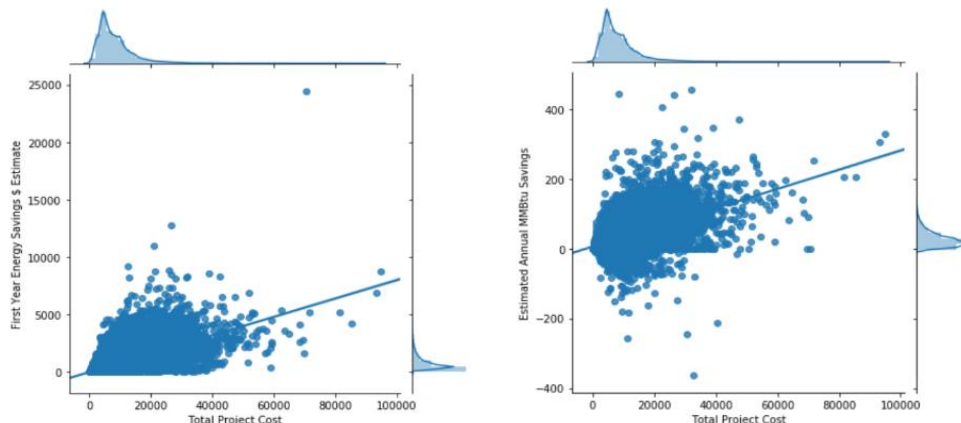 First Year Energy Savings $ Estimate
25000
20000
15000
10000
5000
0
0 20000 40000 60000 80000 100000
Total Project Cost
Estimated Annual MMBtu Savings
400
200
0
−200
−400
0 20000 40000 60000 80000 100000
Total Project Cost